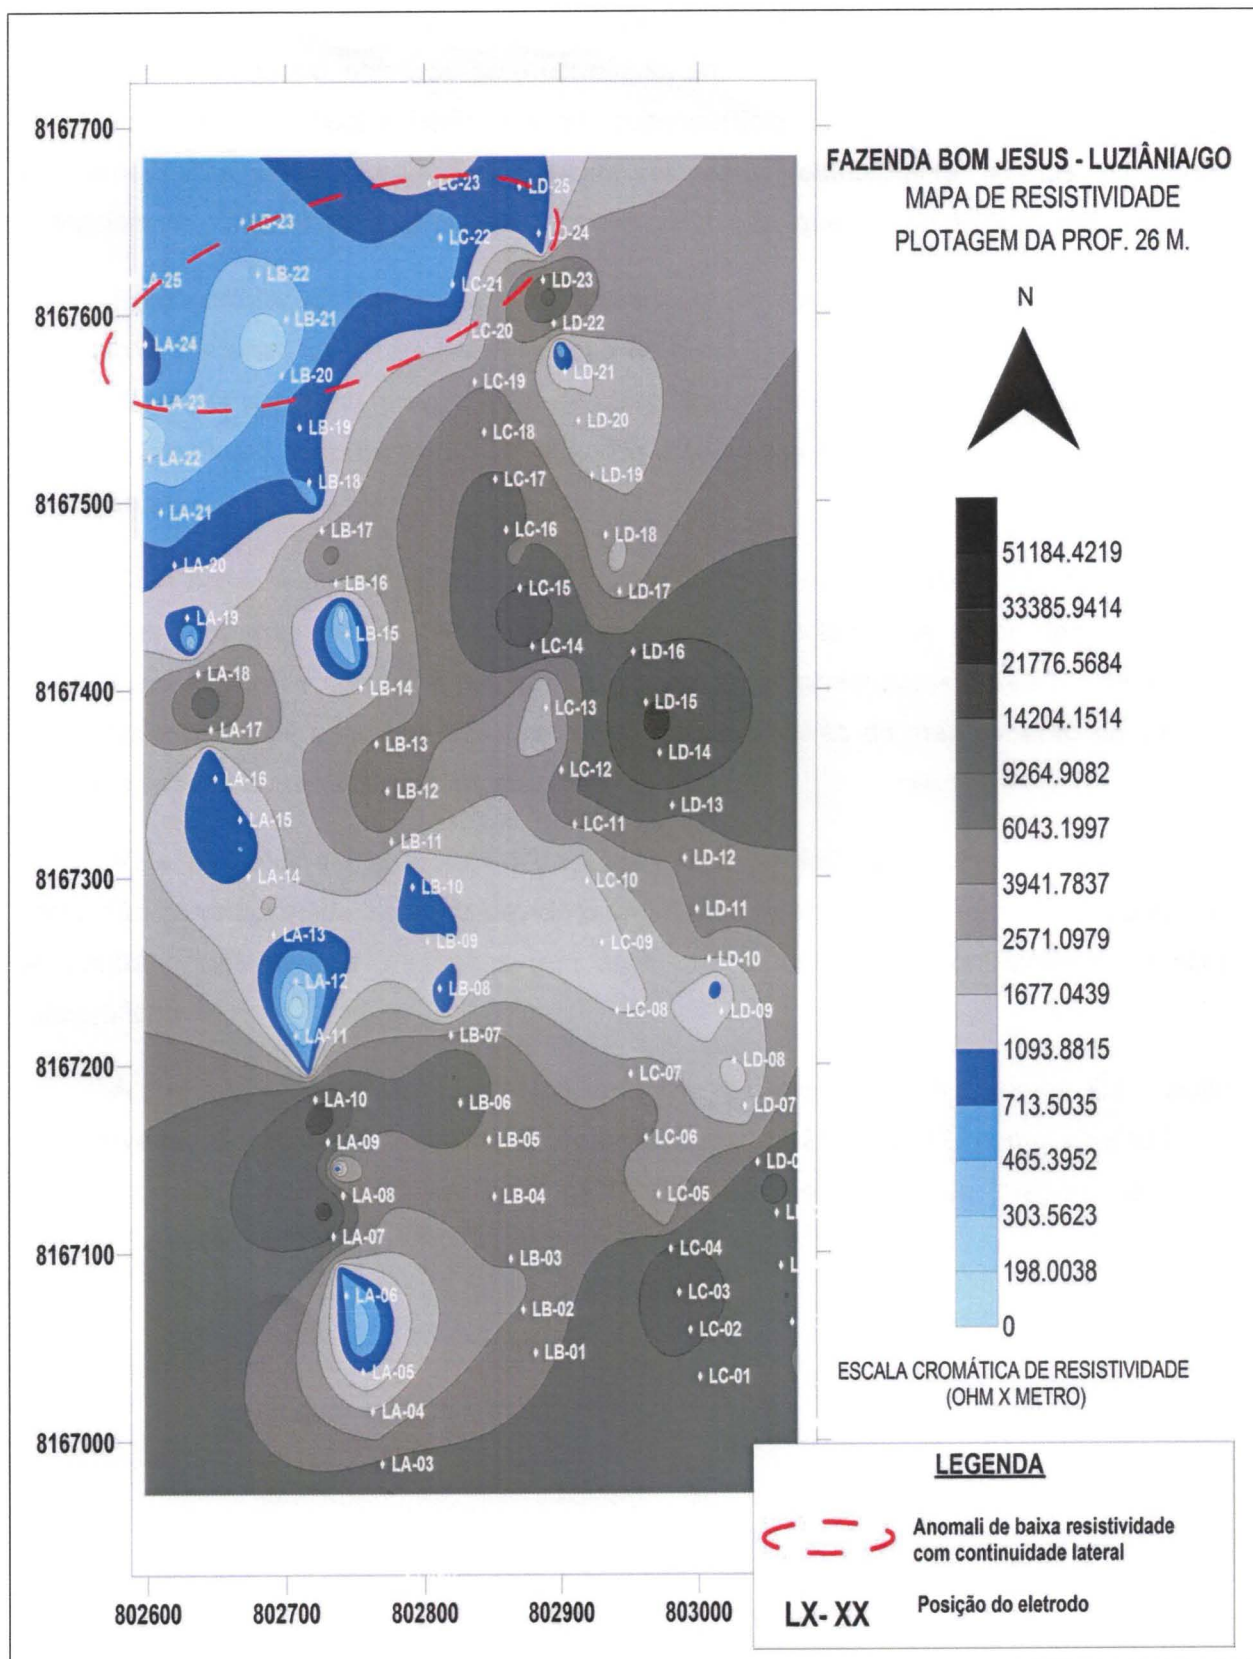 FAZENDA BOM JESUS - LUZIÂNIA/GO
MAPA DE RESISTIVIDADE
PLOTAGEM DA PROF. 26 M.
N
8167700
8167600
8167500
8167400
8167300
8167200
8167100
8167000
802600
802700
802800
802900
803000
LC-23
LD-25
LD-23
LC-22
LD-24
LA-25
LB-22
LC-21
LD-23
LB-21
LC-20
LD-22
LA-24
LB-20
LC-19
LD-21
LA-23
LB-19
LC-18
LD-20
LA-22
LB-18
LC-17
LD-19
LA-21
LB-17
LC-16
LD-18
LA-20
LB-16
LC-15
LD-17
LA-19
LB-15
LC-14
LD-16
LA-18
LB-14
LC-13
LD-15
LA-17
LB-13
LC-12
LD-14
LA-16
LB-12
LC-11
LD-13
LA-15
LB-11
LD-12
LA-14
LB-10
LC-10
LD-11
LA-13
LB-09
LC-09
LD-10
LA-12
LB-08
LC-08
LD-09
LA-11
LB-07
LC-07
LD-08
LA-10
LB-06
LD-07
LA-09
LB-05
LC-06
LD-0
LA-08
LB-04
LC-05
LA-07
LB-03
LC-04
LA-06
LB-02
LC-03
LC-02
LA-05
LB-01
LC-01
LA-04
LA-03
51184.4219
33385.9414
21776.5684
14204.1514
9264.9082
6043.1997
3941.7837
2571.0979
1677.0439
1093.8815
713.5035
465.3952
303.5623
198.0038
0
ESCALA CROMÁTICA DE RESISTIVIDADE
(OHM X METRO)
LEGENDA
Anomali de baixa resistividade
com continuidade lateral
LX- XX
Posição do eletrodo